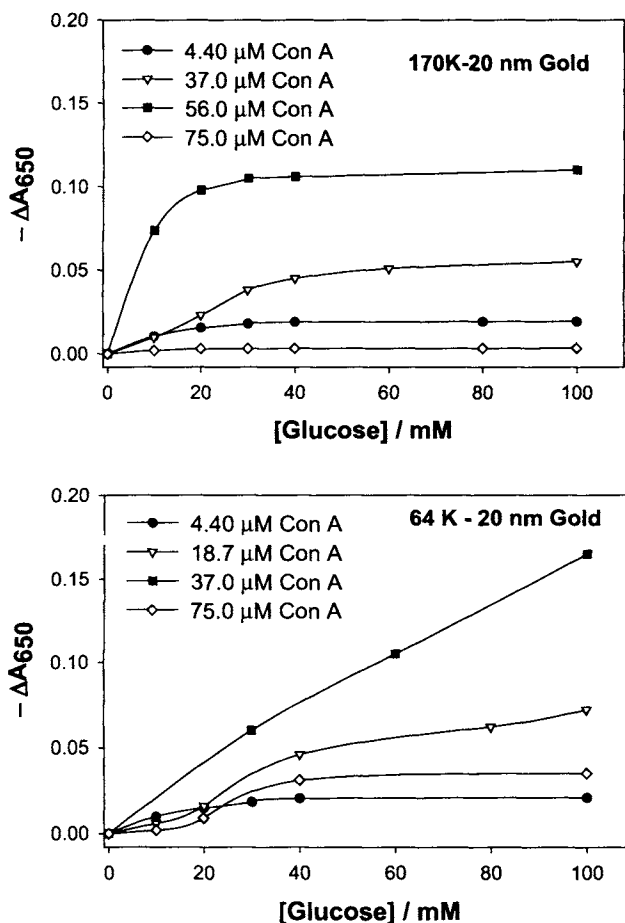 0.20
0.15
0.10
0.05
0.00
− ΔA650
4.40 μM Con A
37.0 μM Con A
56.0 μM Con A
75.0 μM Con A
170K-20 nm Gold
0 20 40 60 80 100
[Glucose] / mM
0.20
0.15
0.10
0.05
0.00
− ΔA650
4.40 μM Con A
18.7 μM Con A
37.0 μM Con A
75.0 μM Con A
64 K - 20 nm Gold
0 20 40 60 80 100
[Glucose] / mM